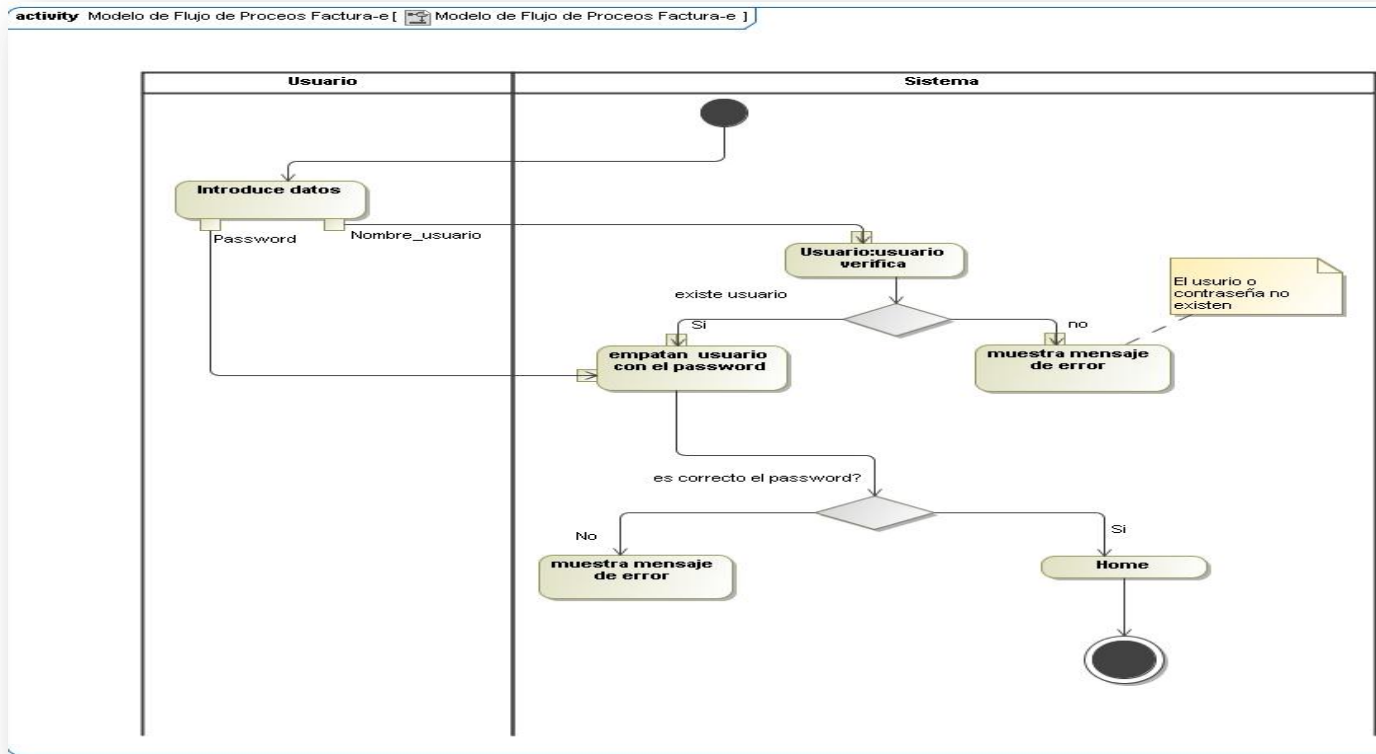 activity Modelo de Flujo de Proceos Factura-e [ Modelo de Flujo de Proceos Factura-e ]
Usuario
Sistema
Introduce datos
Password
Nombre_usuario
Usuario:usuario
verifica
El usurio o
contraseña no
existen
existe usuario
Si
no
empatan usuario
con el password
muestra mensaje
de error
es correcto el password?
No
Si
muestra mensaje
de error
Home